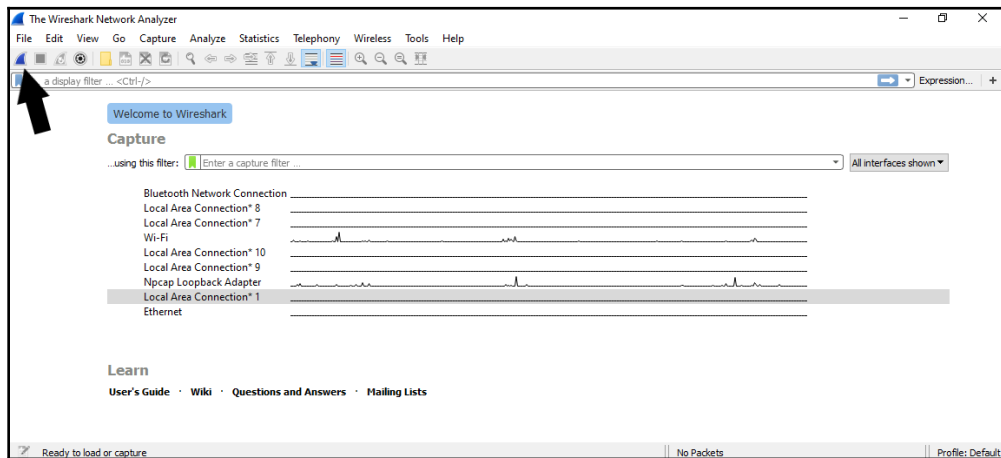 The Wireshark Network Analyzer
File Edit View Go Capture Analyze Statistics Telephony Wireless Tools Help
a display filter ... <Ctrl-/> Expression... +
Welcome to Wireshark
Capture
...using this filter: Enter a capture filter ... All interfaces shown
Bluetooth Network Connection
Local Area Connection* 8
Local Area Connection* 7
Wi-Fi
Local Area Connection* 10
Local Area Connection* 9
Npcap Loopback Adapter
Local Area Connection* 1
Ethernet
Learn
User's Guide · Wiki · Questions and Answers · Mailing Lists
Ready to load or capture No Packets Profile: Default